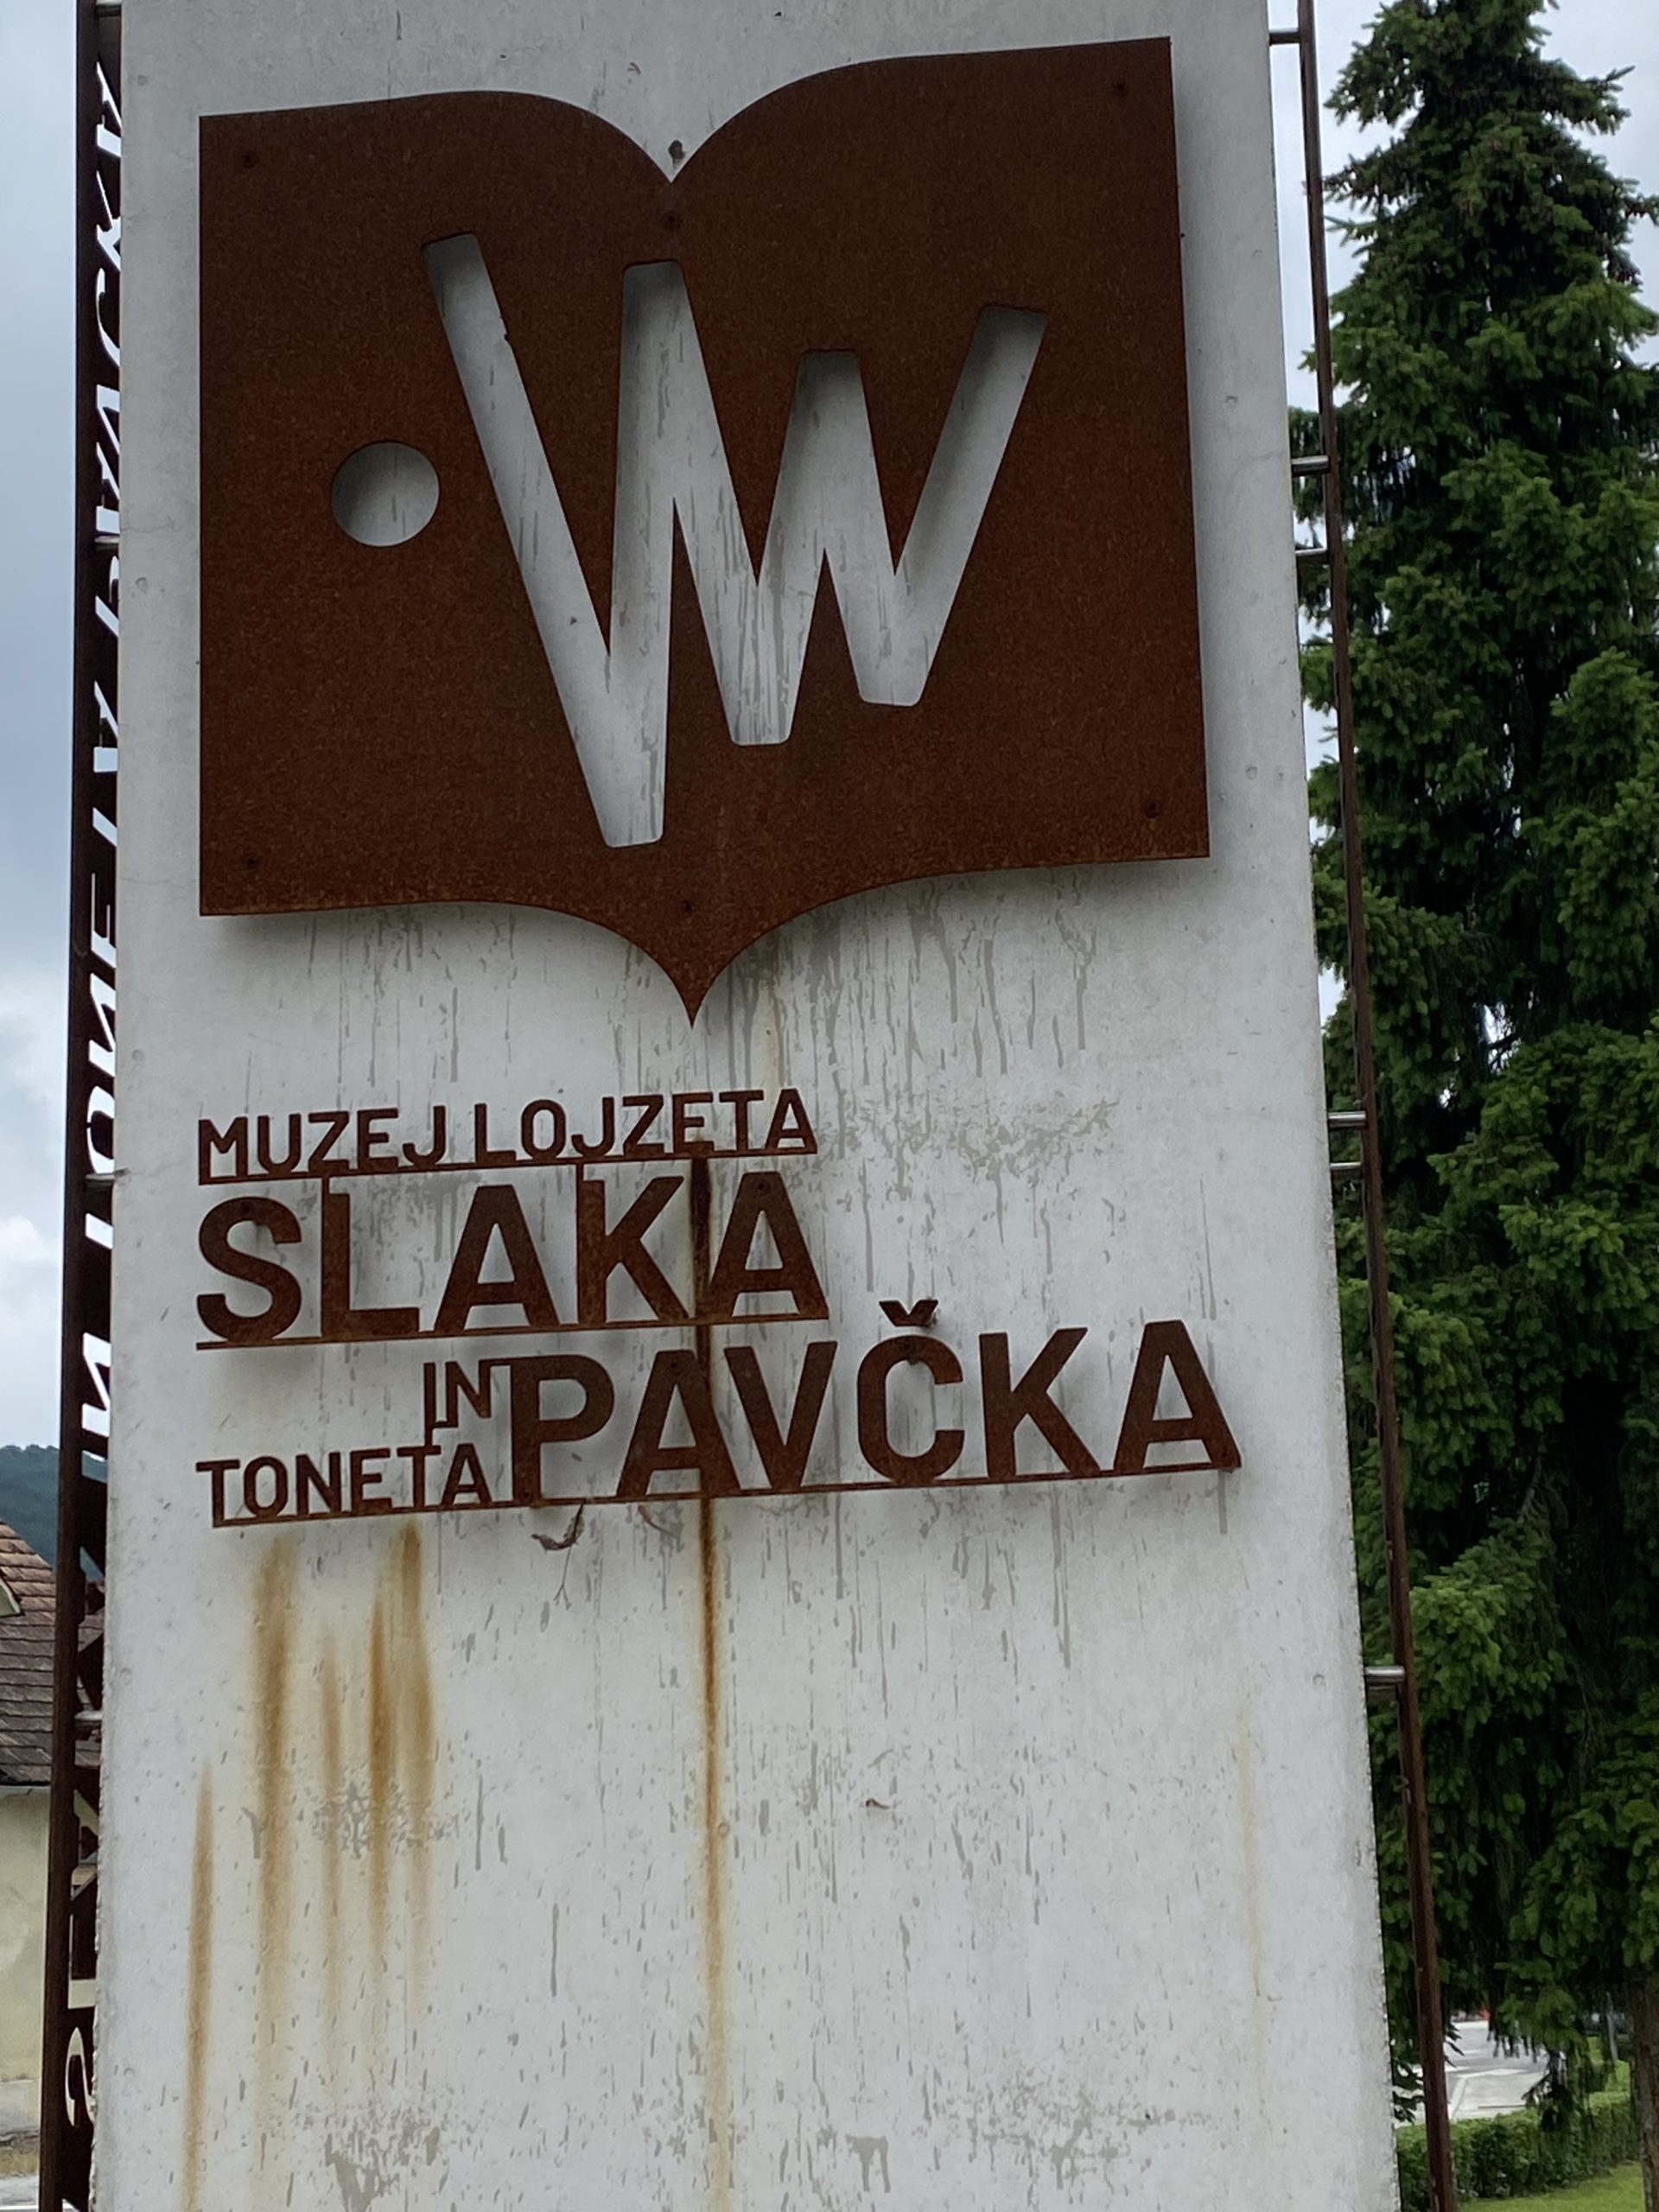 MUZEJ LOJZETA
SLAKA
IN
TONETA PAVČKA